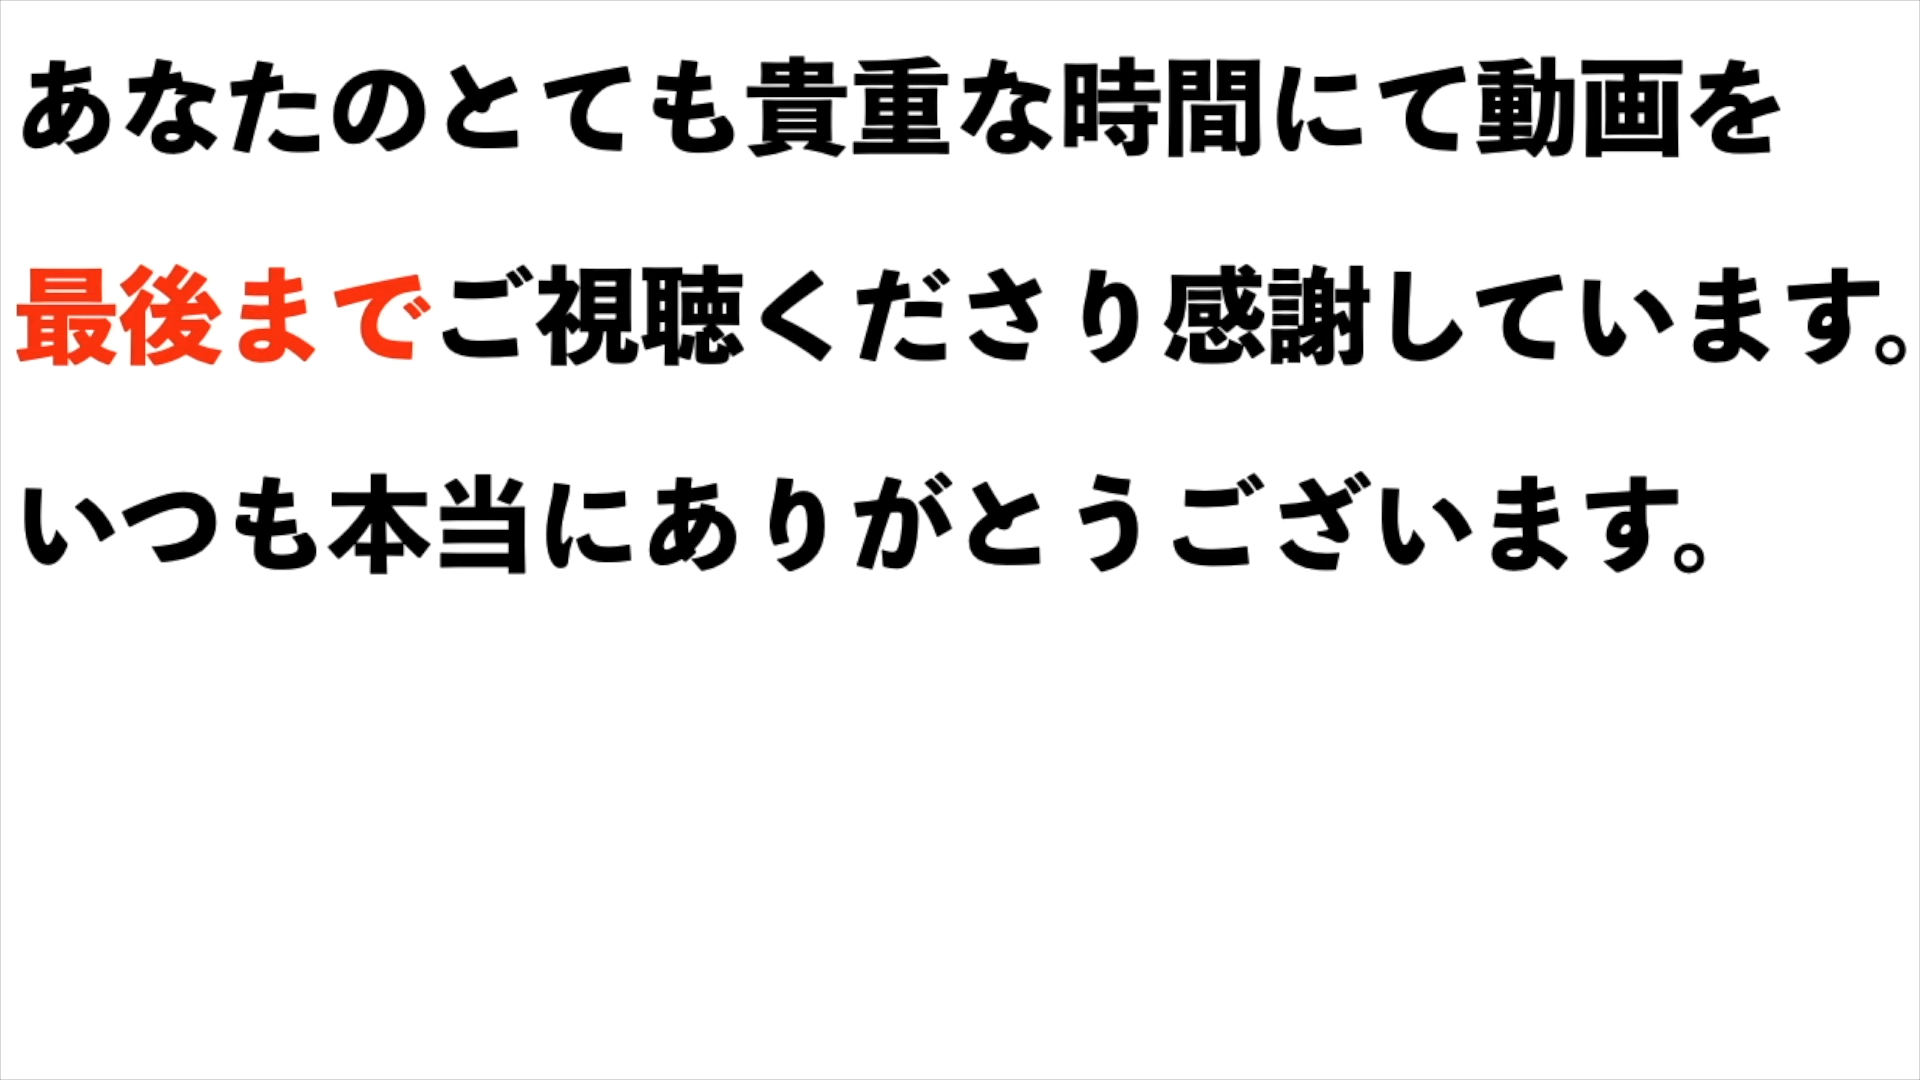 あなたのとても貴重な時間にて動画を
最後までご視聴くださり感謝しています。
いつも本当にありがとうございます。